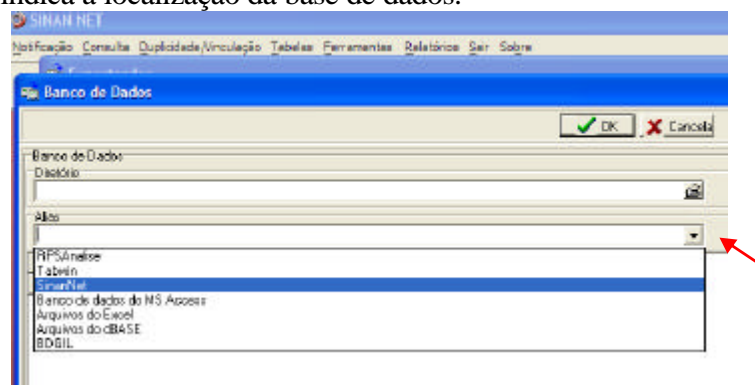 indica a localização da base de dados.
SINAN NET
Notificação Consulta Duplicidade/Vinculação Tabelas Ferramentas Relatórios Sair Sobre
Banco de Dados
OK Cancela
Banco de Dados
Diretório
Alias
Tabwin
SinanNet
Banco de dados do MS Access
Arquivos do Excel
Arquivos do dBASE
BDGIL